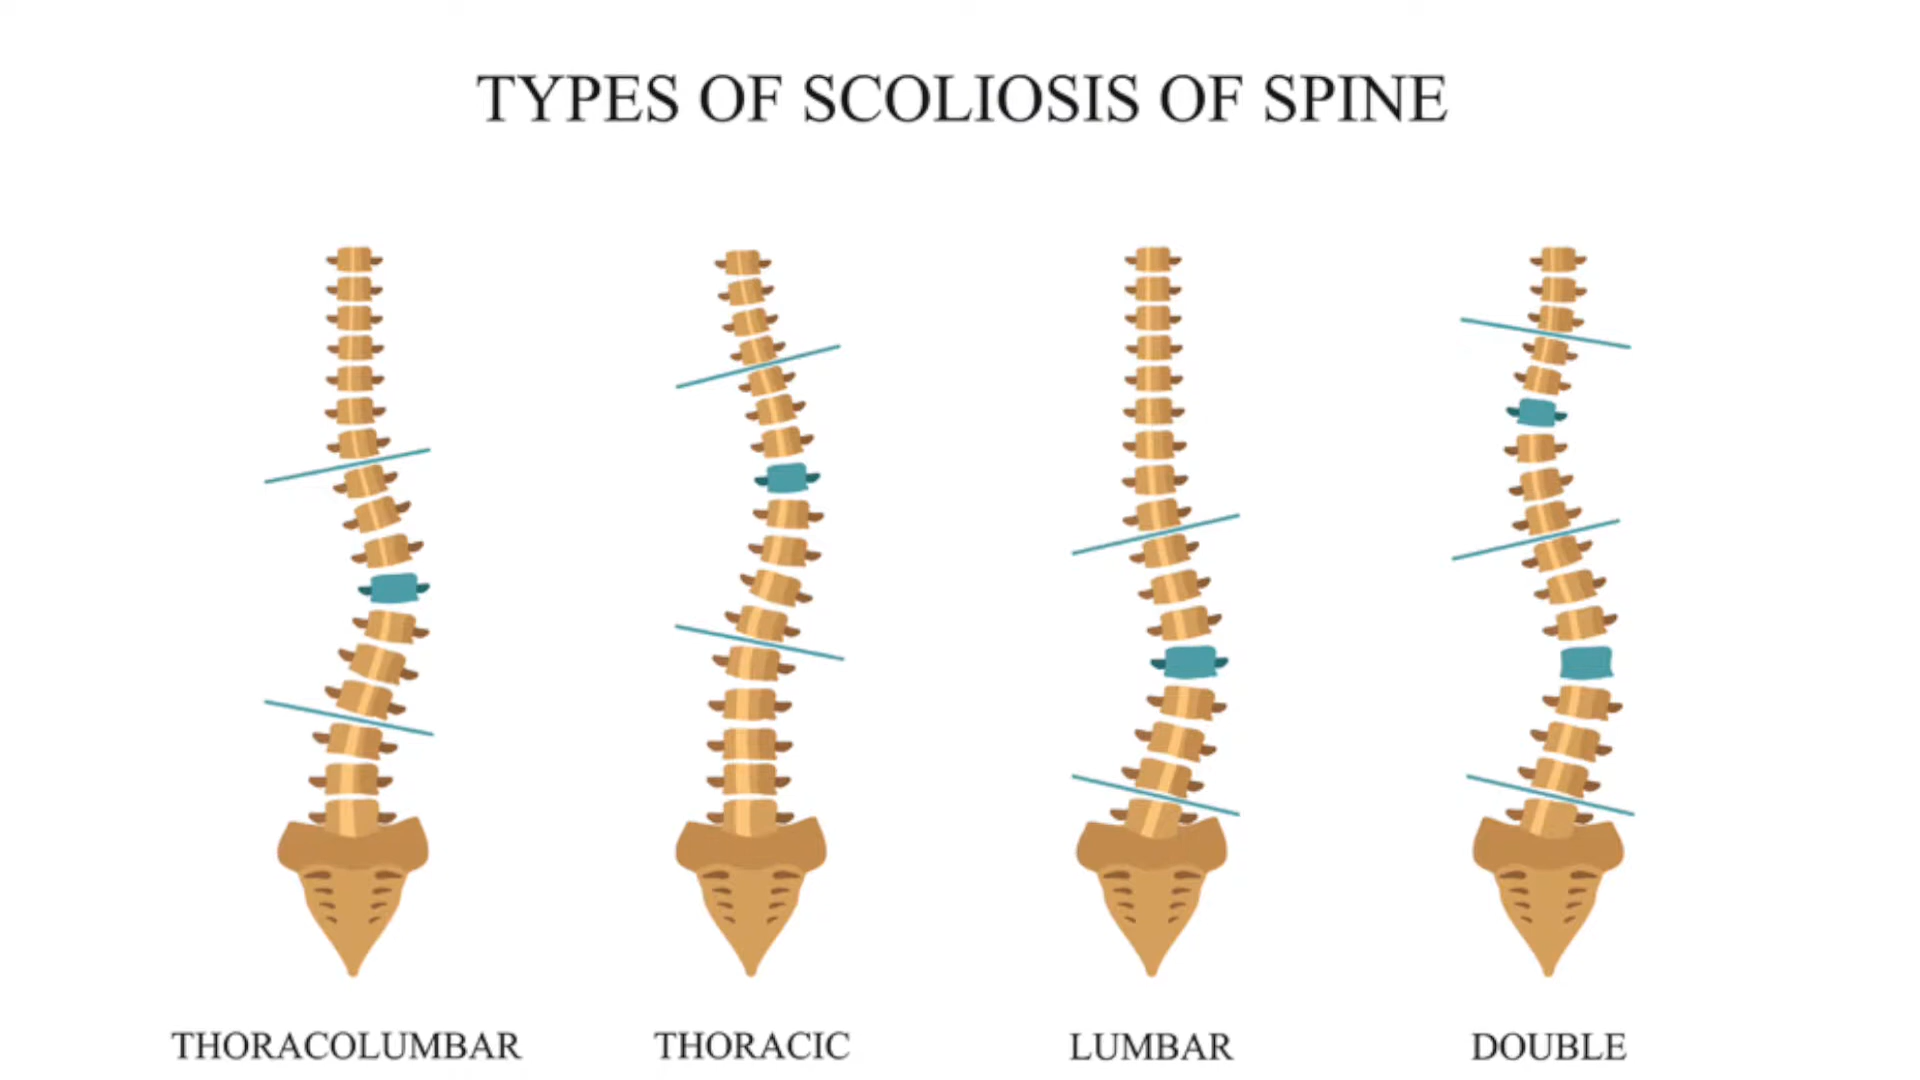 TYPES OF SCOLIOSIS OF SPINE
THORACOLUMBAR
THORACIC
LUMBAR
DOUBLE